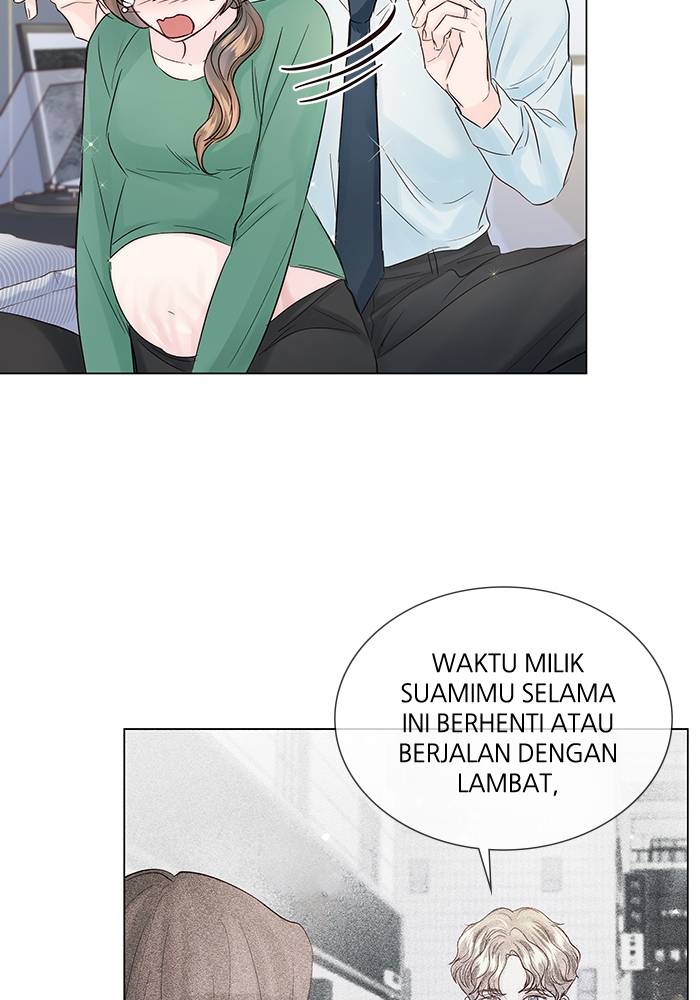 WAKTU MILIK
SUAMIMU SELAMA
INI BERHENTI ATAU
BERJALAN DENGAN
LAMBAT,